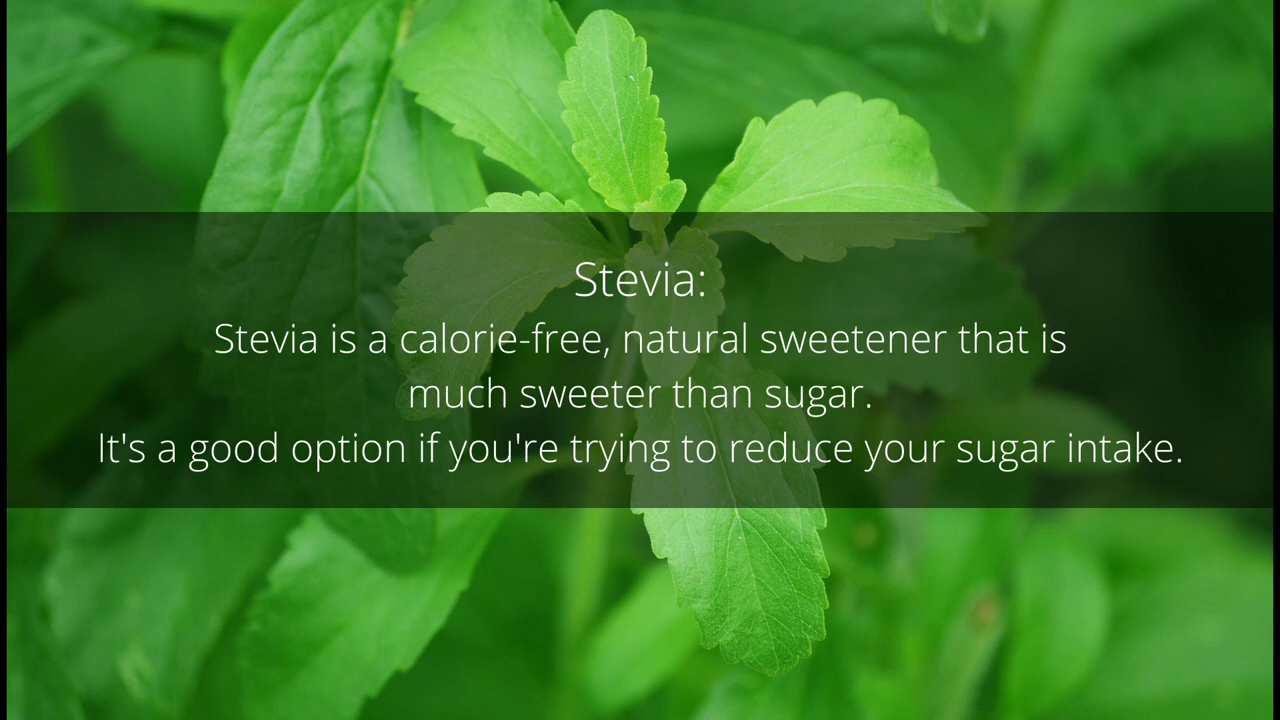 Stevia:
Stevia is a calorie-free, natural sweetener that is
much sweeter than sugar.
It's a good option if you're trying to reduce your sugar intake.